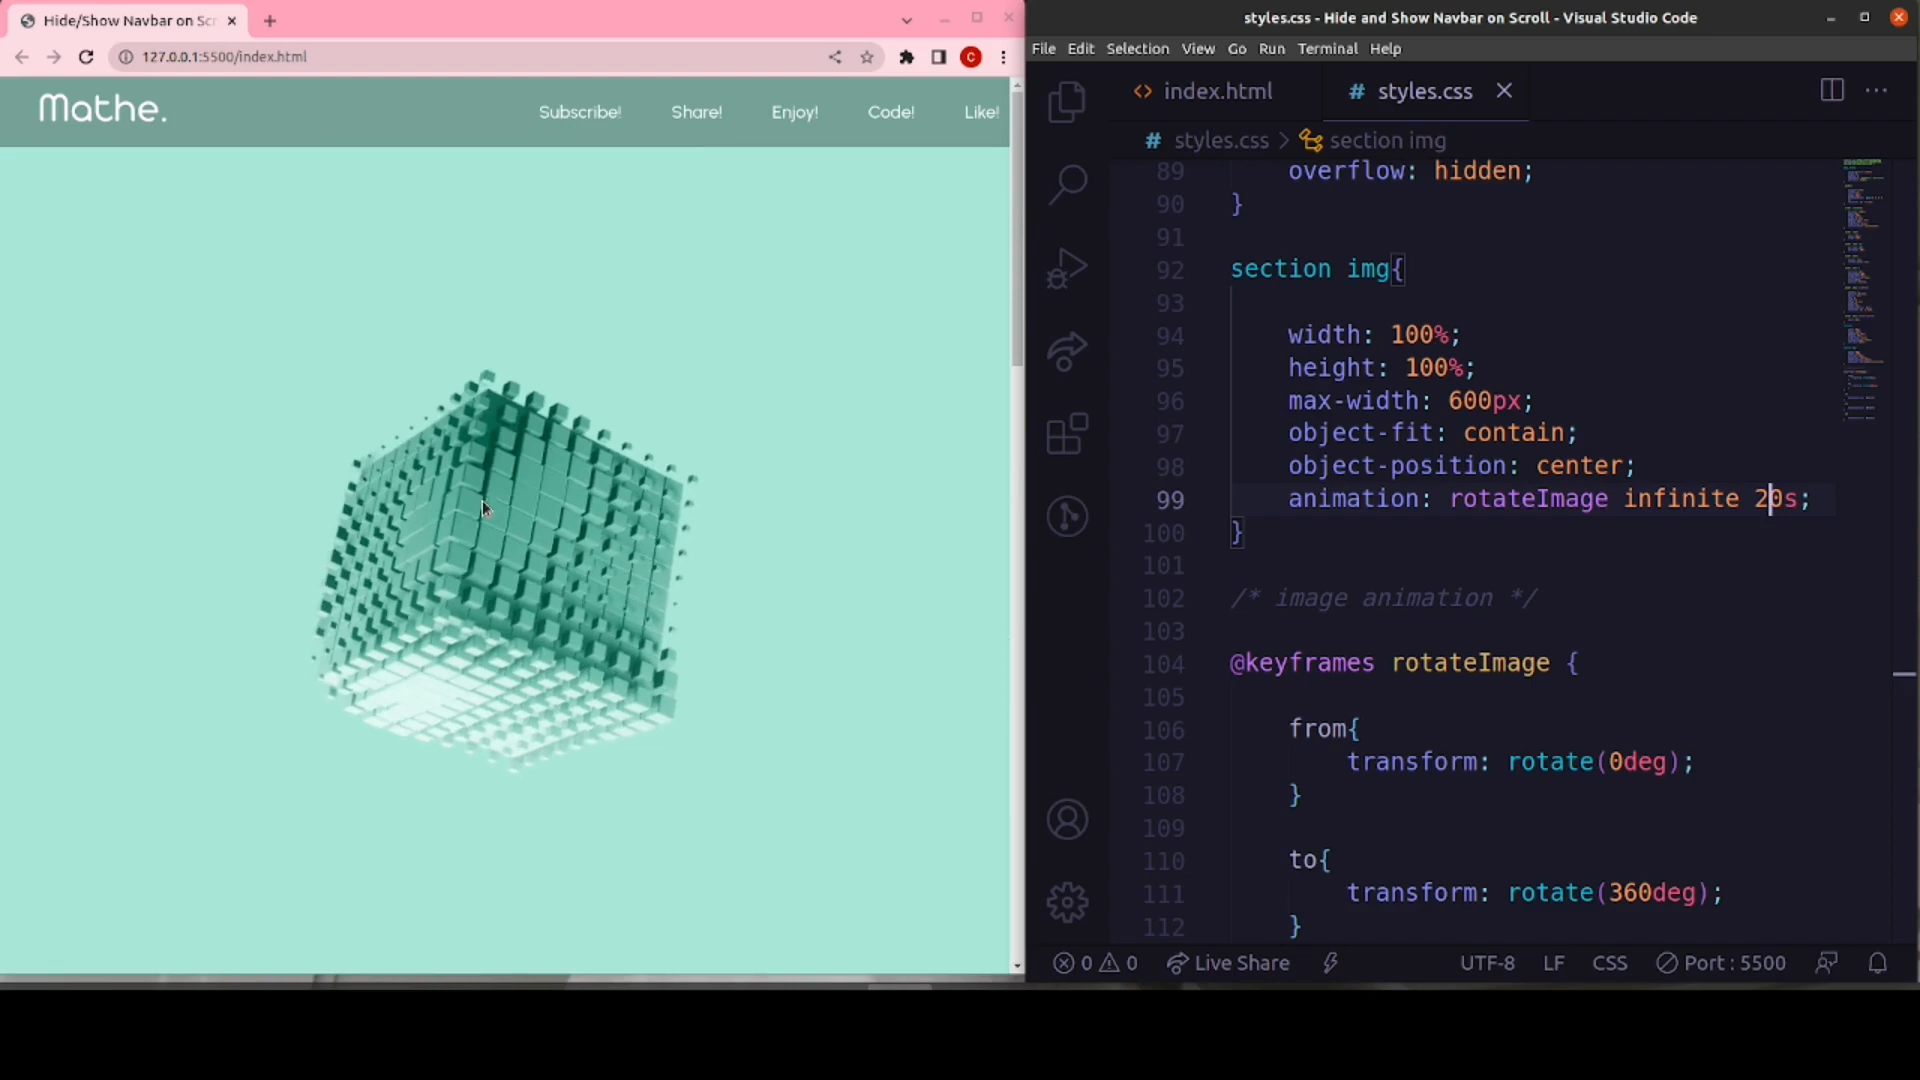 Hide/Show Navbar on Scr
127.0.0.1:5500/index.html
C
Mathe.
Subscribe! Share! Enjoy! Code! Like!
styles.css - Hide and Show Navbar on Scroll - Visual Studio Code
File Edit Selection View Go Run Terminal Help
<> index.html # styles.css
# styles.css > section img
89 overflow: hidden;
90 }
91
92 section img{
93
94 width: 100%;
95 height: 100%;
96 max-width: 600px;
97 object-fit: contain;
98 object-position: center;
99 animation: rotateImage infinite 20s;
100 }
101
102 /* image animation */
103
104 @keyframes rotateImage {
105
106 from{
107 transform: rotate(0deg);
108 }
109
110 to{
111 transform: rotate(360deg);
112 }
0 0 Live Share UTF-8 LF CSS Port : 5500